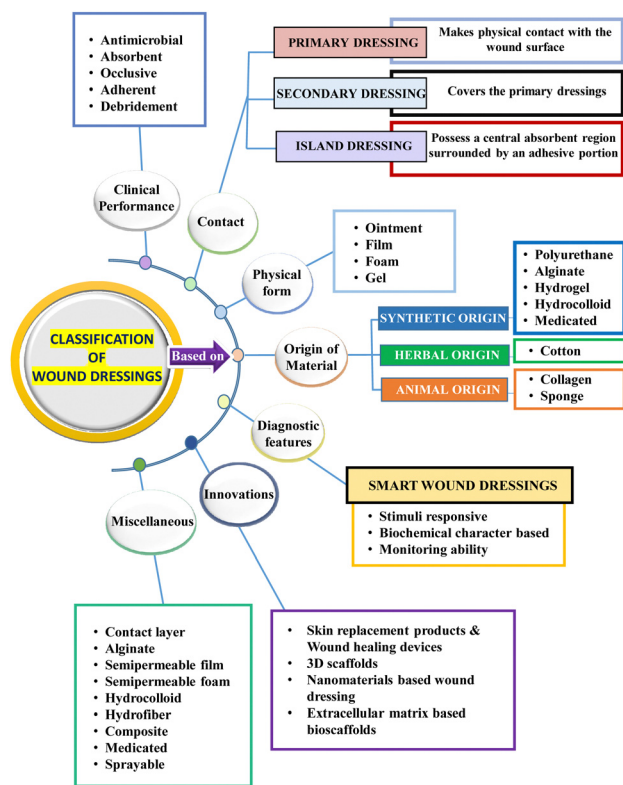 CLASSIFICATION
OF
WOUND DRESSINGS
Based on
Clinical
Performance
• Antimicrobial
• Absorbent
• Occlusive
• Adherent
• Debridement
Contact
PRIMARY DRESSING
Makes physical contact with the
wound surface
SECONDARY DRESSING
Covers the primary dressings
ISLAND DRESSING
Possess a central absorbent region
surrounded by an adhesive portion
Physical
form
• Ointment
• Film
• Foam
• Gel
Origin of
Material
SYNTHETIC ORIGIN
• Polyurethane
• Alginate
• Hydrogel
• Hydrocolloid
• Medicated
HERBAL ORIGIN
• Cotton
ANIMAL ORIGIN
• Collagen
• Sponge
Diagnostic
features
SMART WOUND DRESSINGS
• Stimuli responsive
• Biochemical character based
• Monitoring ability
Innovations
• Skin replacement products &
Wound healing devices
• 3D scaffolds
• Nanomaterials based wound
dressing
• Extracellular matrix based
bioscaffolds
Miscellaneous
• Contact layer
• Alginate
• Semipermeable film
• Semipermeable foam
• Hydrocolloid
• Hydrofiber
• Composite
• Medicated
• Sprayable